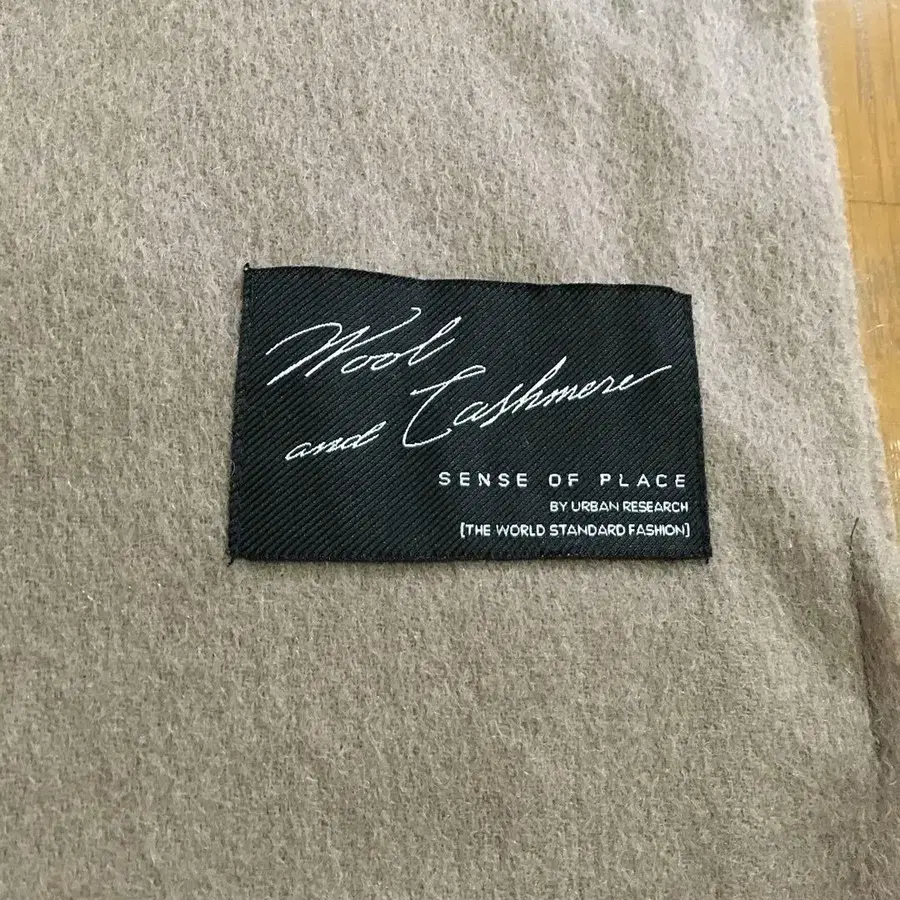 Wool
and Cashmere
SENSE OF PLACE
BY URBAN RESEARCH
[THE WORLD STANDARD FASHION]